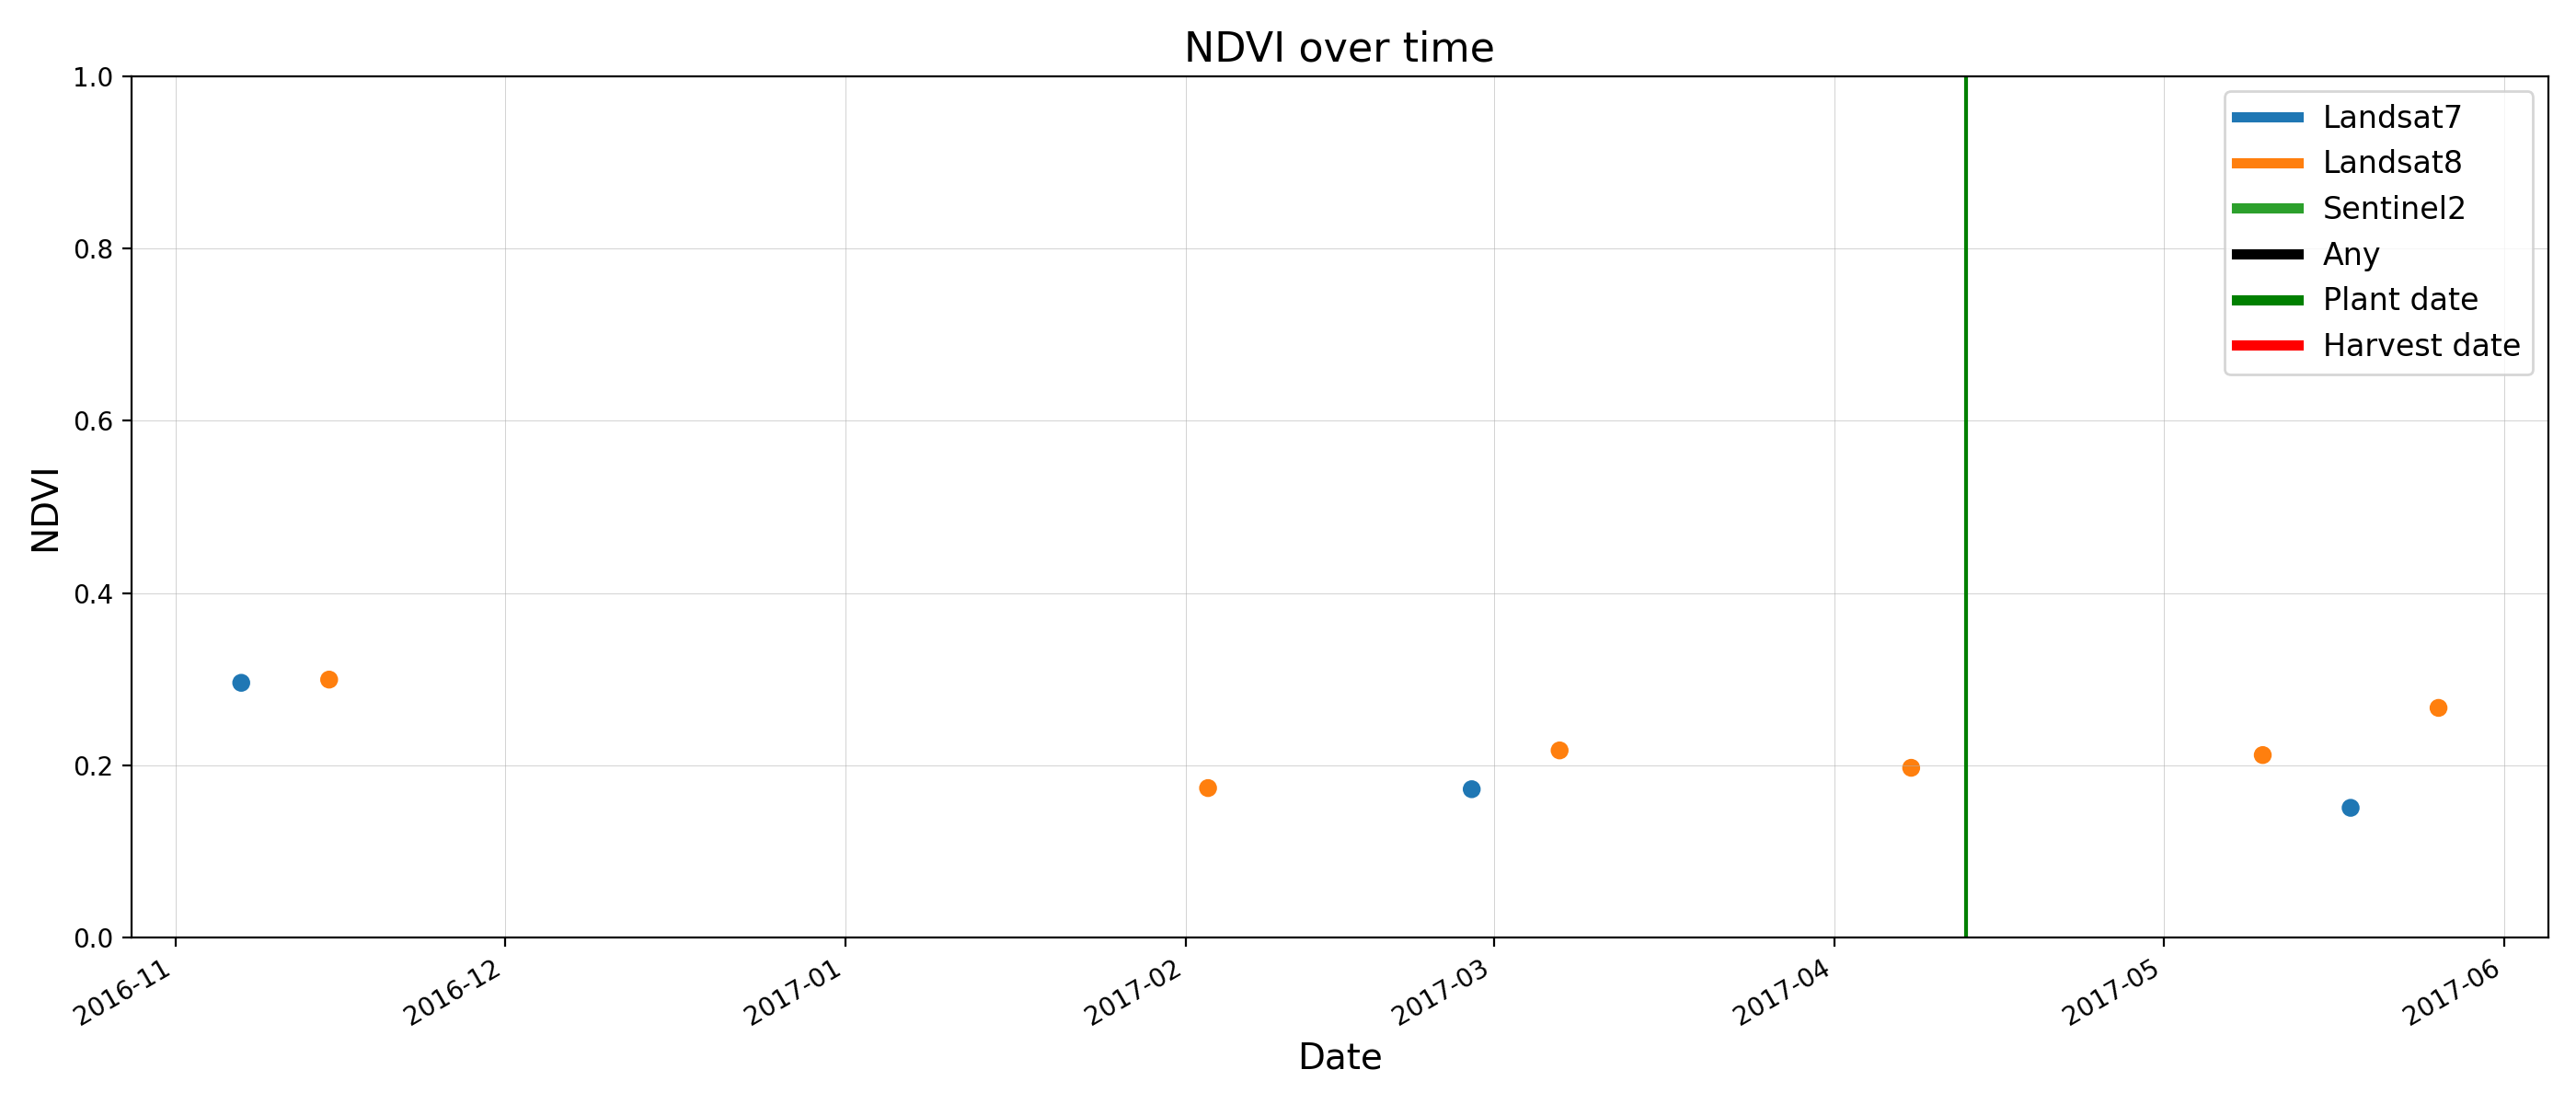 NDVI over time
1.0
0.8
0.6
0.4
0.2
0.0
NDVI
Landsat7
Landsat8
Sentinel2
Any
Plant date
Harvest date
2016-11
2016-12
2017-01
2017-02
2017-03
2017-04
2017-05
2017-06
Date